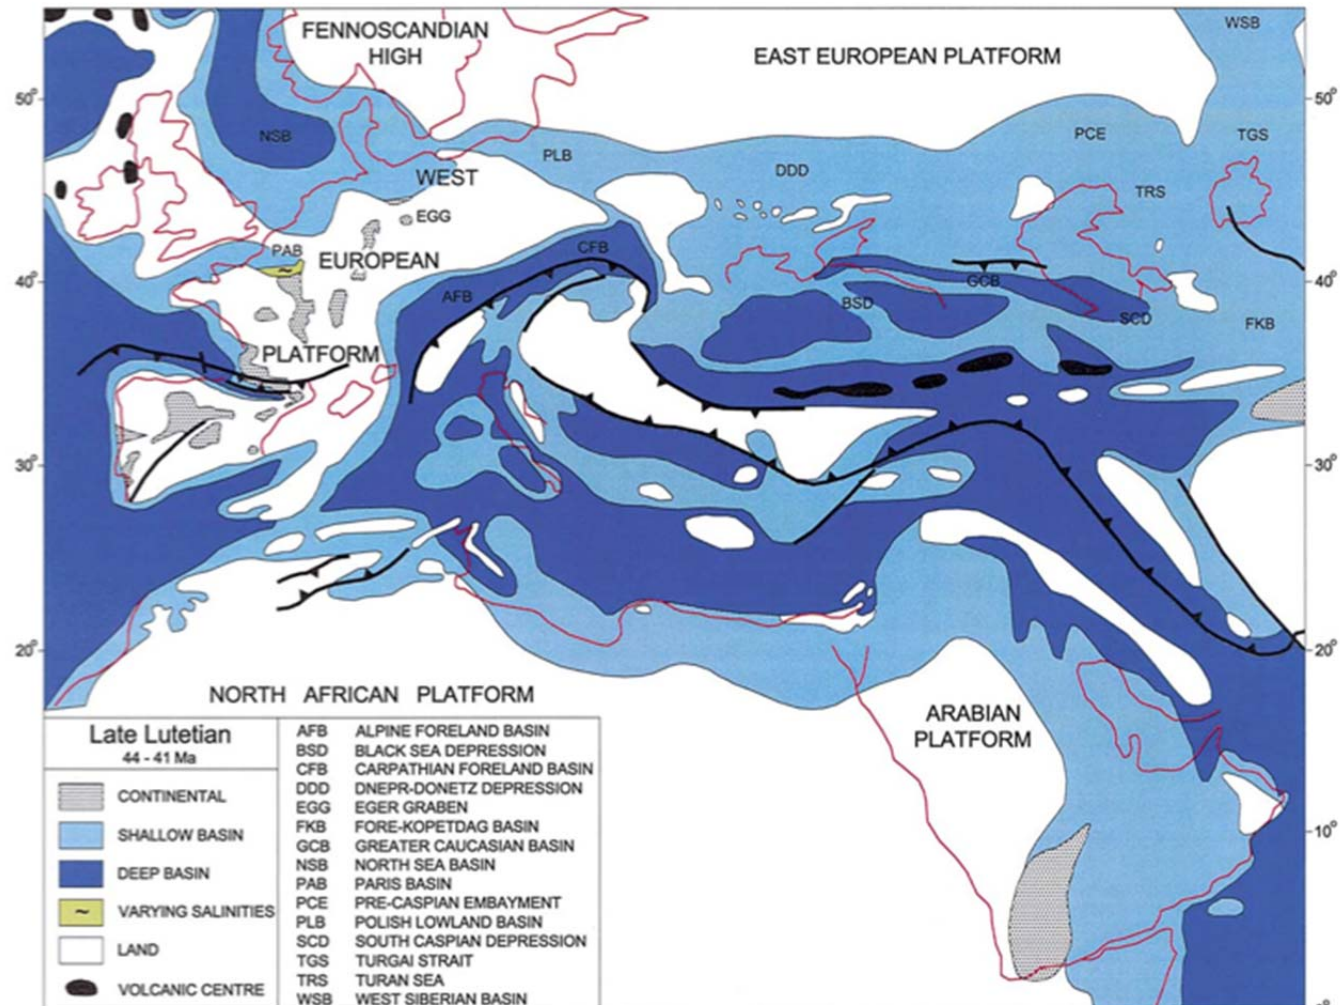 FENNOSCANDIAN
HIGH
EAST EUROPEAN PLATFORM
WSB
50°
50°
NSB
PCE
TGS
PLB
DDD
WEST
TRS
EGG
PAB
EUROPEAN
CFB
40°
40°
AFB
GCB
BSD
SCD
FKB
PLATFORM
30°
30°
20°
20°
NORTH AFRICAN PLATFORM
ARABIAN
PLATFORM
10°
Late Lutetian
44 - 41 Ma
CONTINENTAL
SHALLOW BASIN
DEEP BASIN
~ VARYING SALINITIES
LAND
VOLCANIC CENTRE
AFB ALPINE FORELAND BASIN
BSD BLACK SEA DEPRESSION
CFB CARPATHIAN FORELAND BASIN
DDD DNEPR-DONETZ DEPRESSION
EGG EGER GRABEN
FKB FORE-KOPETDAG BASIN
GCB GREATER CAUCASIAN BASIN
NSB NORTH SEA BASIN
PAB PARIS BASIN
PCE PRE-CASPIAN EMBAYMENT
PLB POLISH LOWLAND BASIN
SCD SOUTH CASPIAN DEPRESSION
TGS TURGAI STRAIT
TRS TURAN SEA
WSB WEST SIBERIAN BASIN